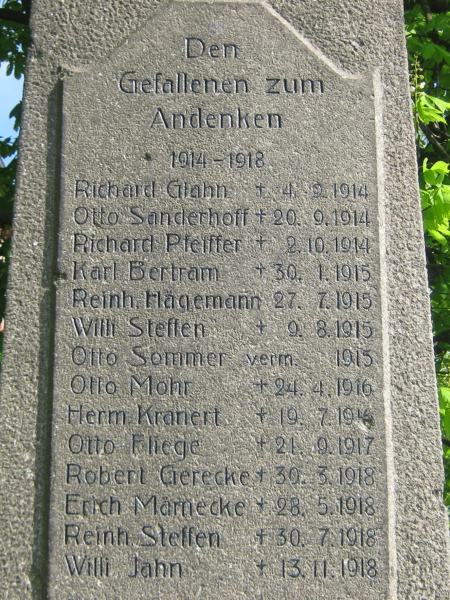 Den
Gefallenen zum
Andenken
1914-1918
Richard Glahn + 4. 9. 1914
Otto Sanderhoff + 20. 9. 1914
Richard Pfeiffer + 2. 10. 1914
Karl Bertram + 30. 1. 1915
Reinh. Hägemann 27. 7. 1915
Willi Steffen + 9. 8. 1915
Otto Sommer verm. 1915
Otto Mohr + 24. 4. 1916
Herm. Kranert + 19. 7. 1916
Otto Fliege + 21. 9. 1917
Robert Gerecke + 30. 3. 1918
Erich Märnecke + 28. 5. 1918
Reinh. Steffen + 30. 7. 1918
Willi Jahn + 13. 11. 1918